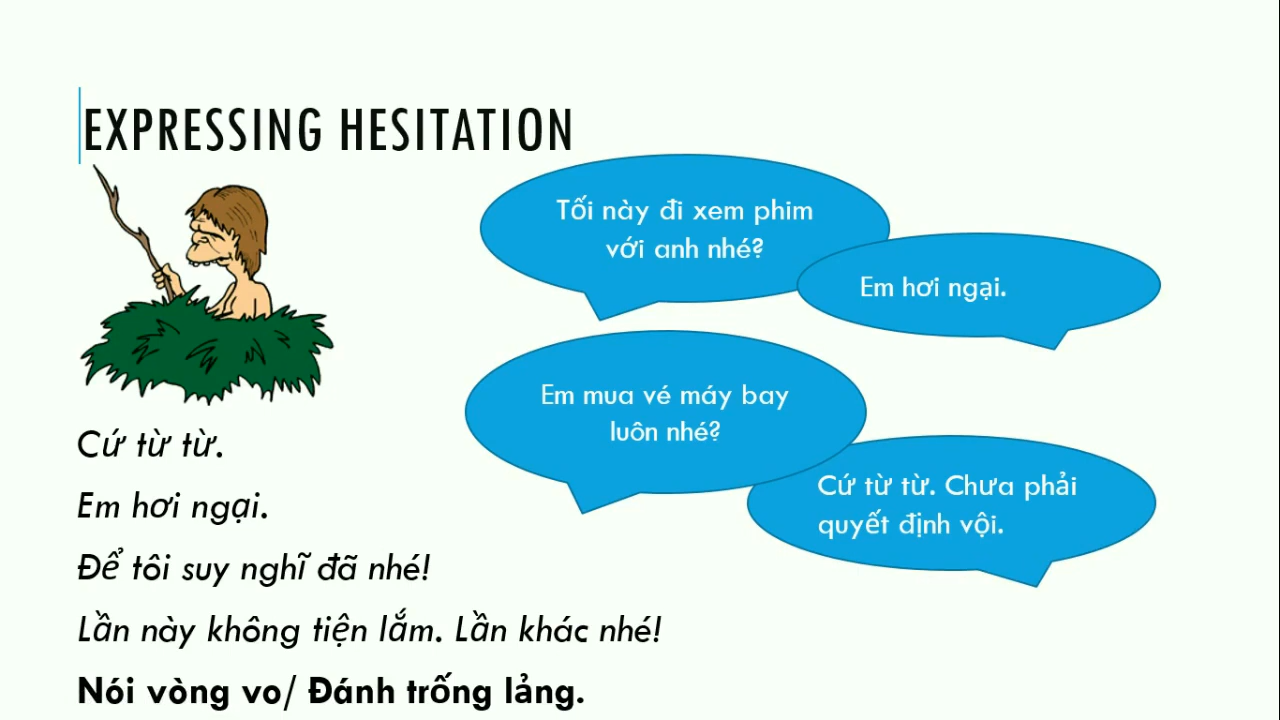 EXPRESSING HESITATION
Tối này đi xem phim
với anh nhé?
Em hơi ngại.
Em mua vé máy bay
luôn nhé?
Cứ từ từ. Chưa phải
quyết định vội.
Cứ từ từ.
Em hơi ngại.
Để tôi suy nghĩ đã nhé!
Lần này không tiện lắm. Lần khác nhé!
Nói vòng vo/ Đánh trống lảng.